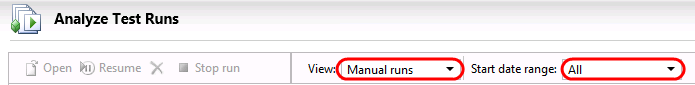 Analyze Test Runs
Open Resume Stop run View: Manual runs Start date range: All